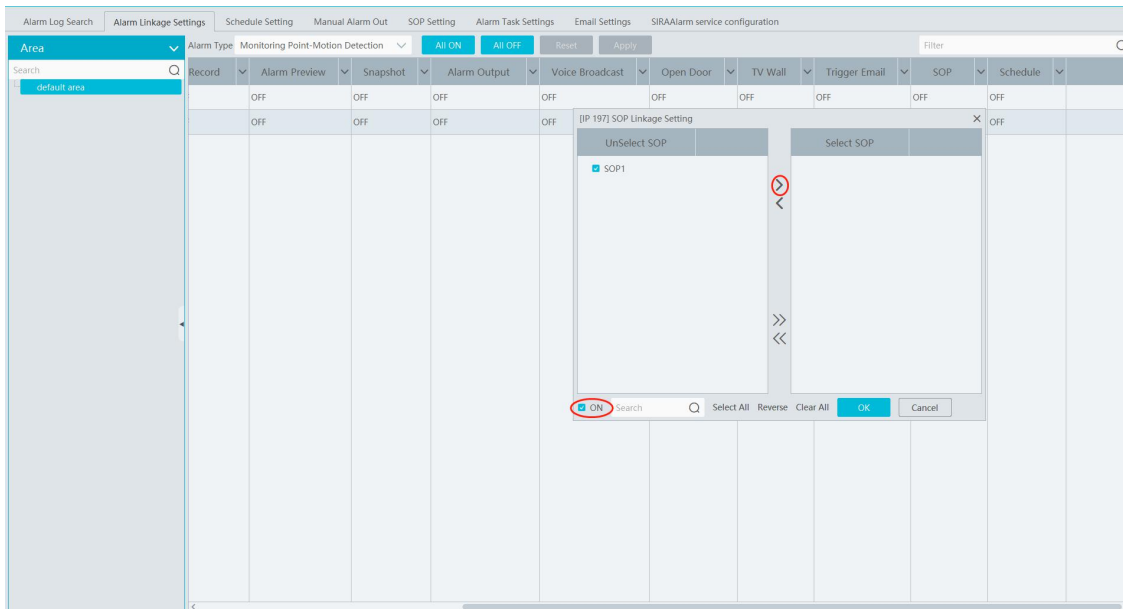 Alarm Log Search Alarm Linkage Settings Schedule Setting Manual Alarm Out SOP Setting Alarm Task Settings Email Settings SIRAAlarm service configuration
Area Alarm Type Monitoring Point-Motion Detection All ON All OFF Reset Apply Filter
Search Record Alarm Preview Snapshot Alarm Output Voice Broadcast Open Door TV Wall Trigger Email SOP Schedule
default area
OFF OFF OFF OFF OFF OFF OFF OFF OFF
OFF OFF OFF OFF OFF
[IP 197] SOP Linkage Setting
UnSelect SOP Select SOP
SOP1
ON Search Select All Reverse Clear All OK Cancel